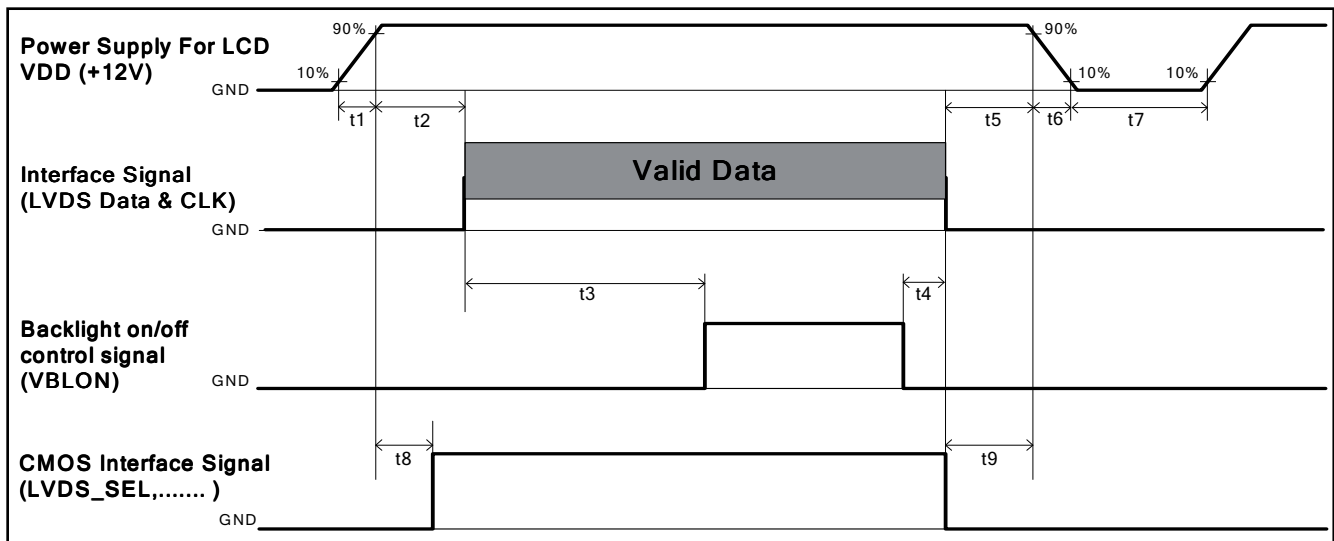 Power Supply For LCD
VDD (+12V)
90%
90%
10%
10%
10%
GND
t1
t2
t5
t6
t7
Interface Signal
(LVDS Data & CLK)
Valid Data
GND
t3
t4
Backlight on/off
control signal
(VBLON)
GND
t8
t9
CMOS Interface Signal
(LVDS_SEL,....... )
GND